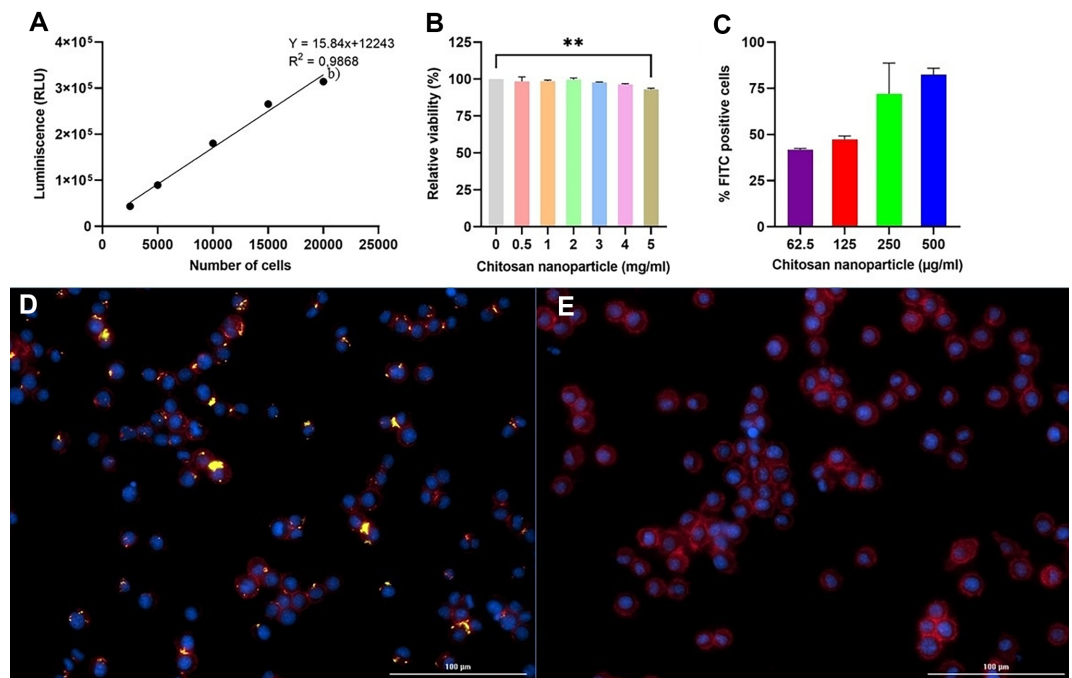 A
4×10⁵
3×10⁵
2×10⁵
1×10⁵
0
Luminiscence (RLU)
Y = 15.84x+12243
R² = 0.9868
b)
0 5000 10000 15000 20000 25000
Number of cells
B
125
100
75
50
25
0
Relative viability (%)
**
0 0.5 1 2 3 4 5
Chitosan nanoparticle (mg/ml)
C
100
75
50
25
0
% FITC positive cells
62.5 125 250 500
Chitosan nanoparticle (µg/ml)
D
100 µm
E
100 µm